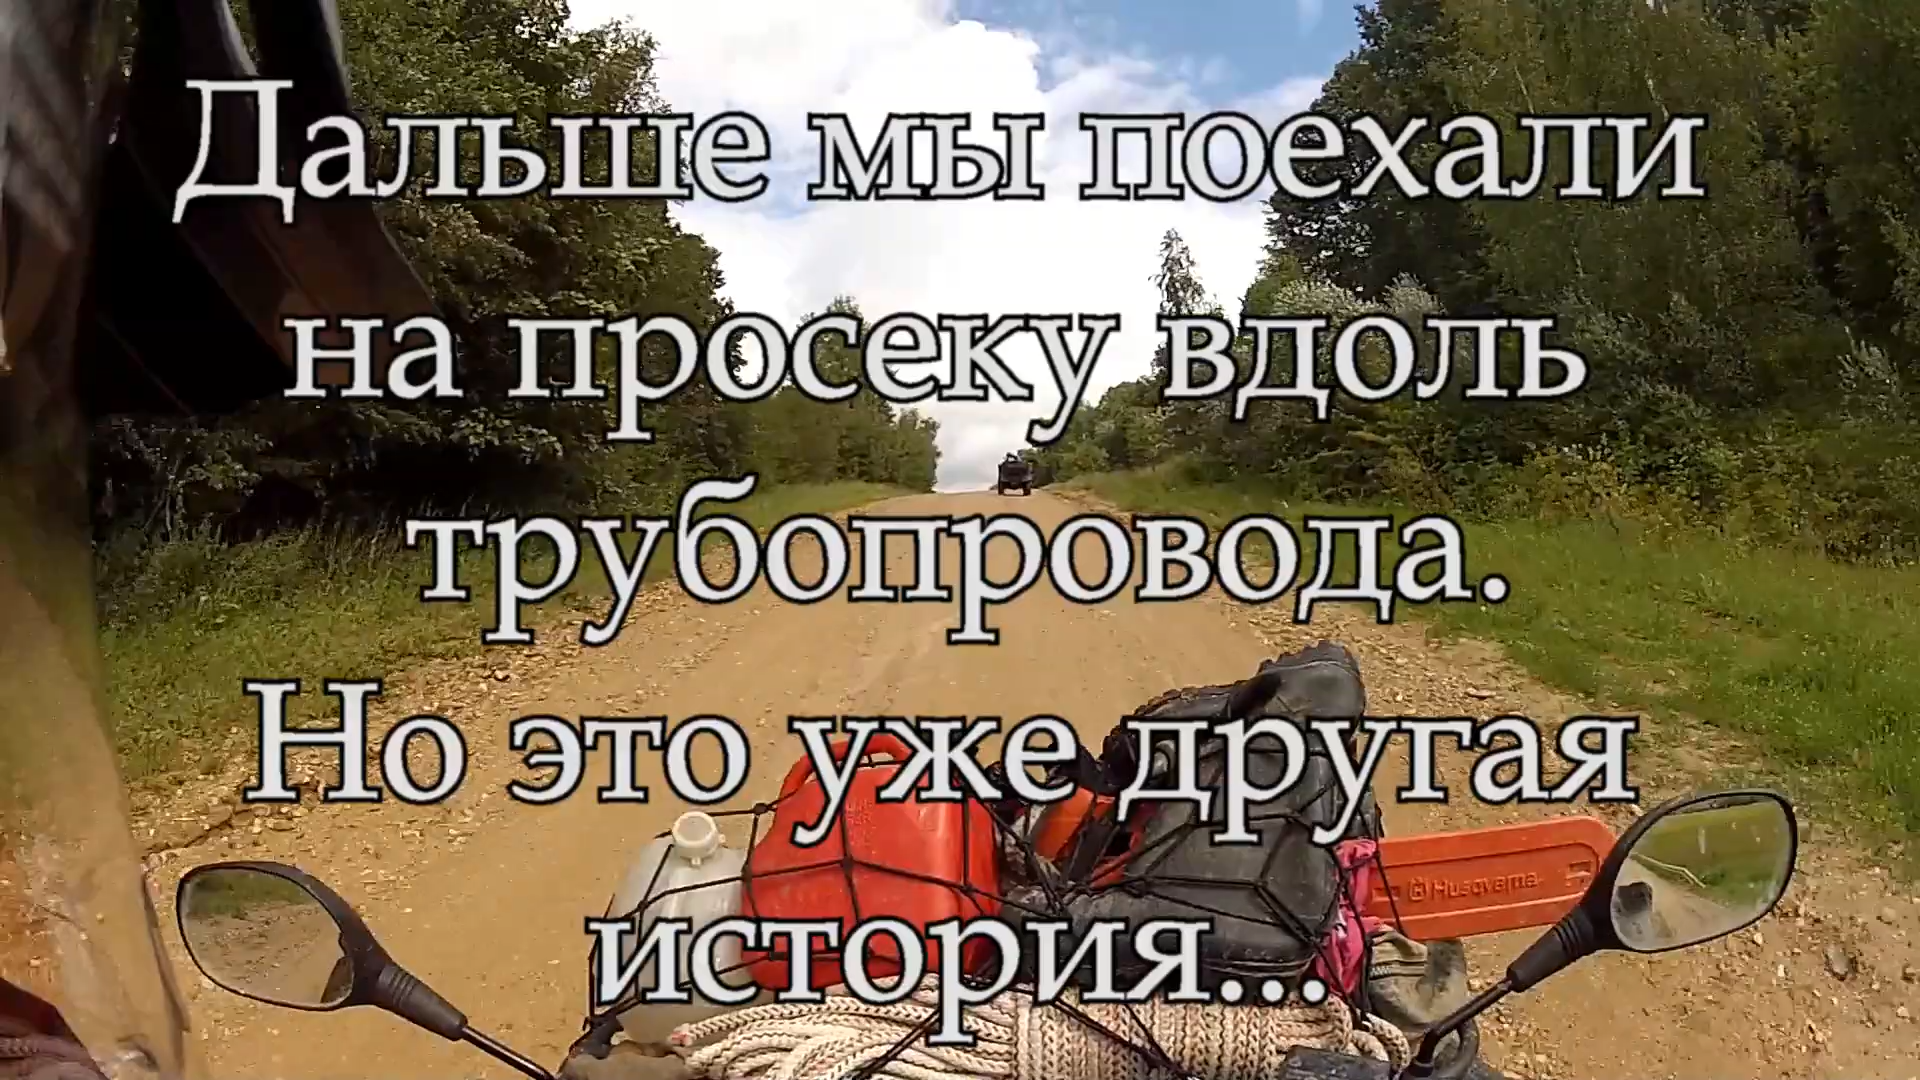 Дальше мы поехали
на просеку вдоль
трубопровода.
Но это уже другая
история...
Husqvarna